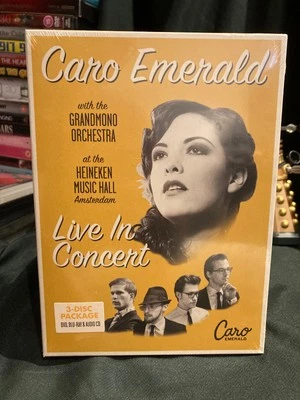 Caro Emerald
with the
GRANDMONO
ORCHESTRA
at the
HEINEKEN
MUSIC HALL
Amsterdam
Live In
Concert
3-DISC
PACKAGE
DVD, BLU-RAY & AUDIO CD
Caro
EMERALD